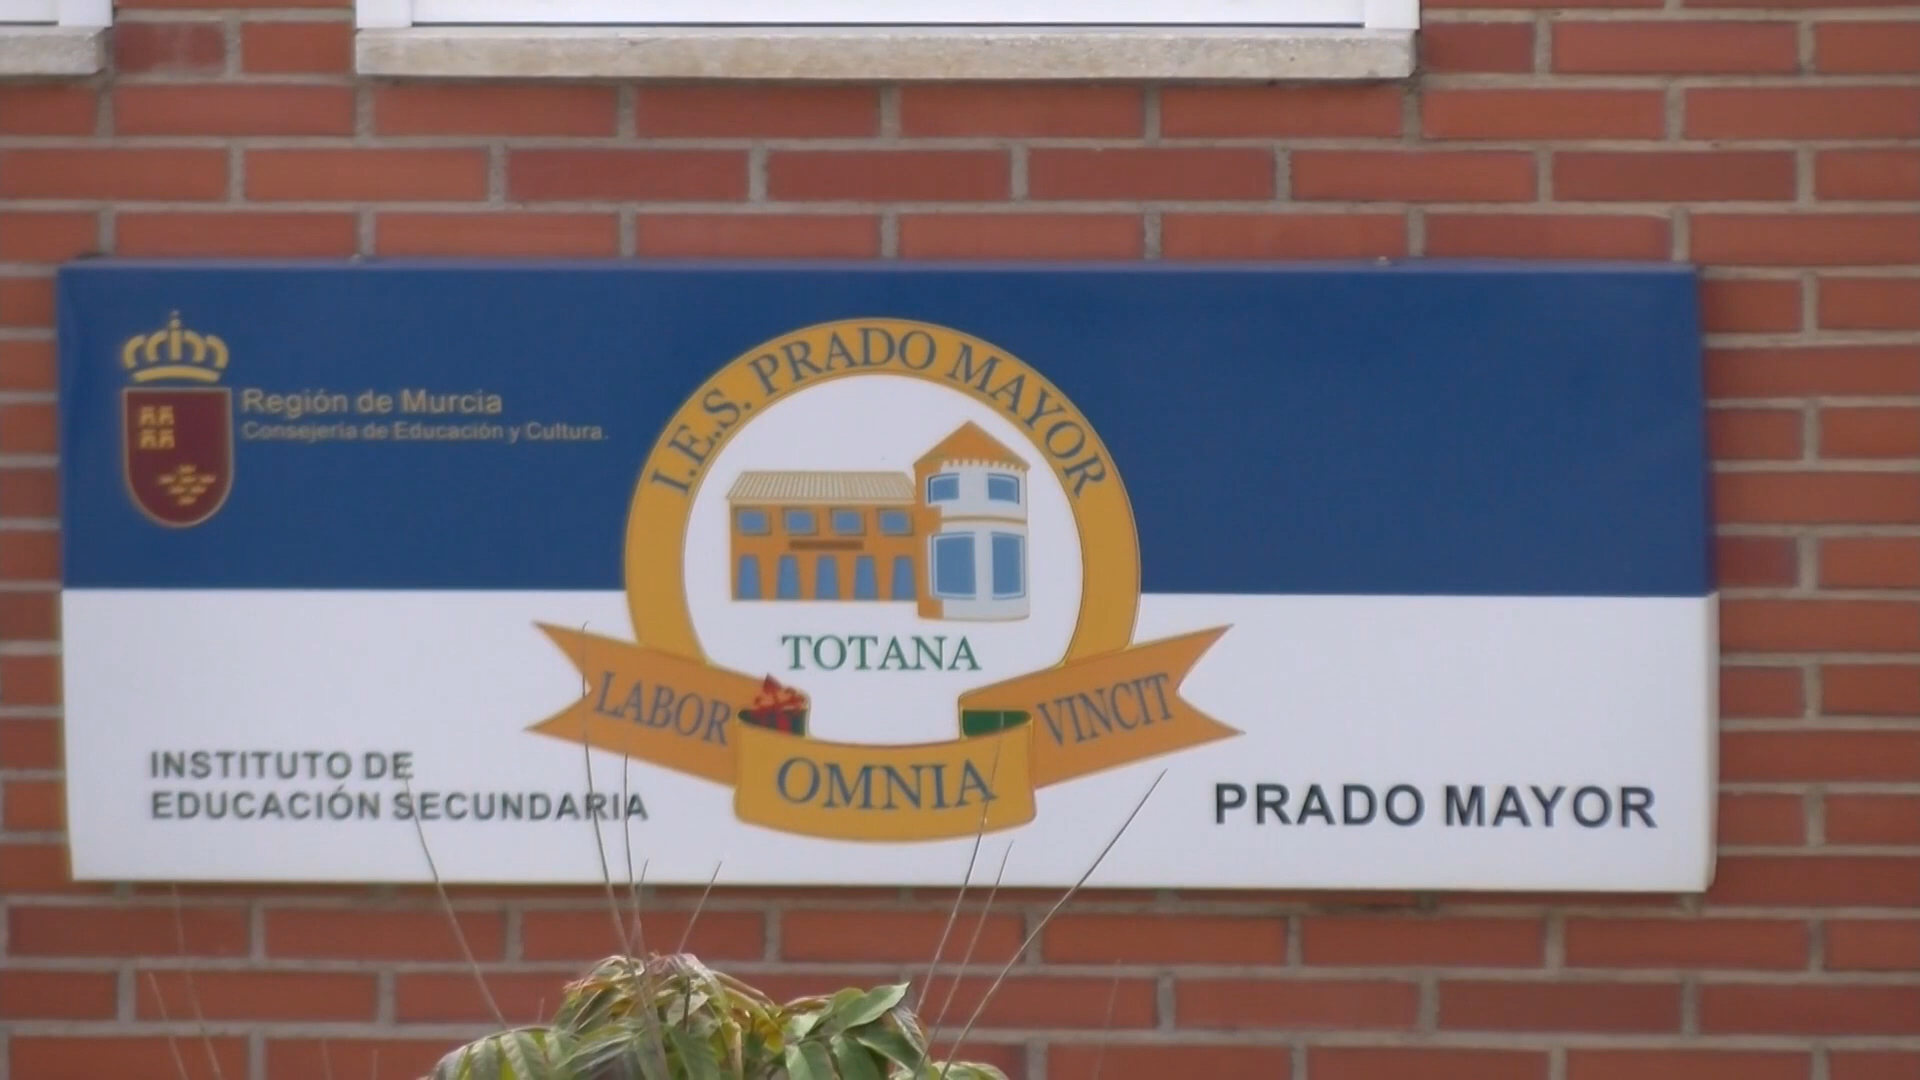 Región de Murcia
Consejería de Educación y Cultura.
I.E.S. PRADO MAYOR
TOTANA
LABOR OMNIA VINCIT
INSTITUTO DE
EDUCACIÓN SECUNDARIA
PRADO MAYOR